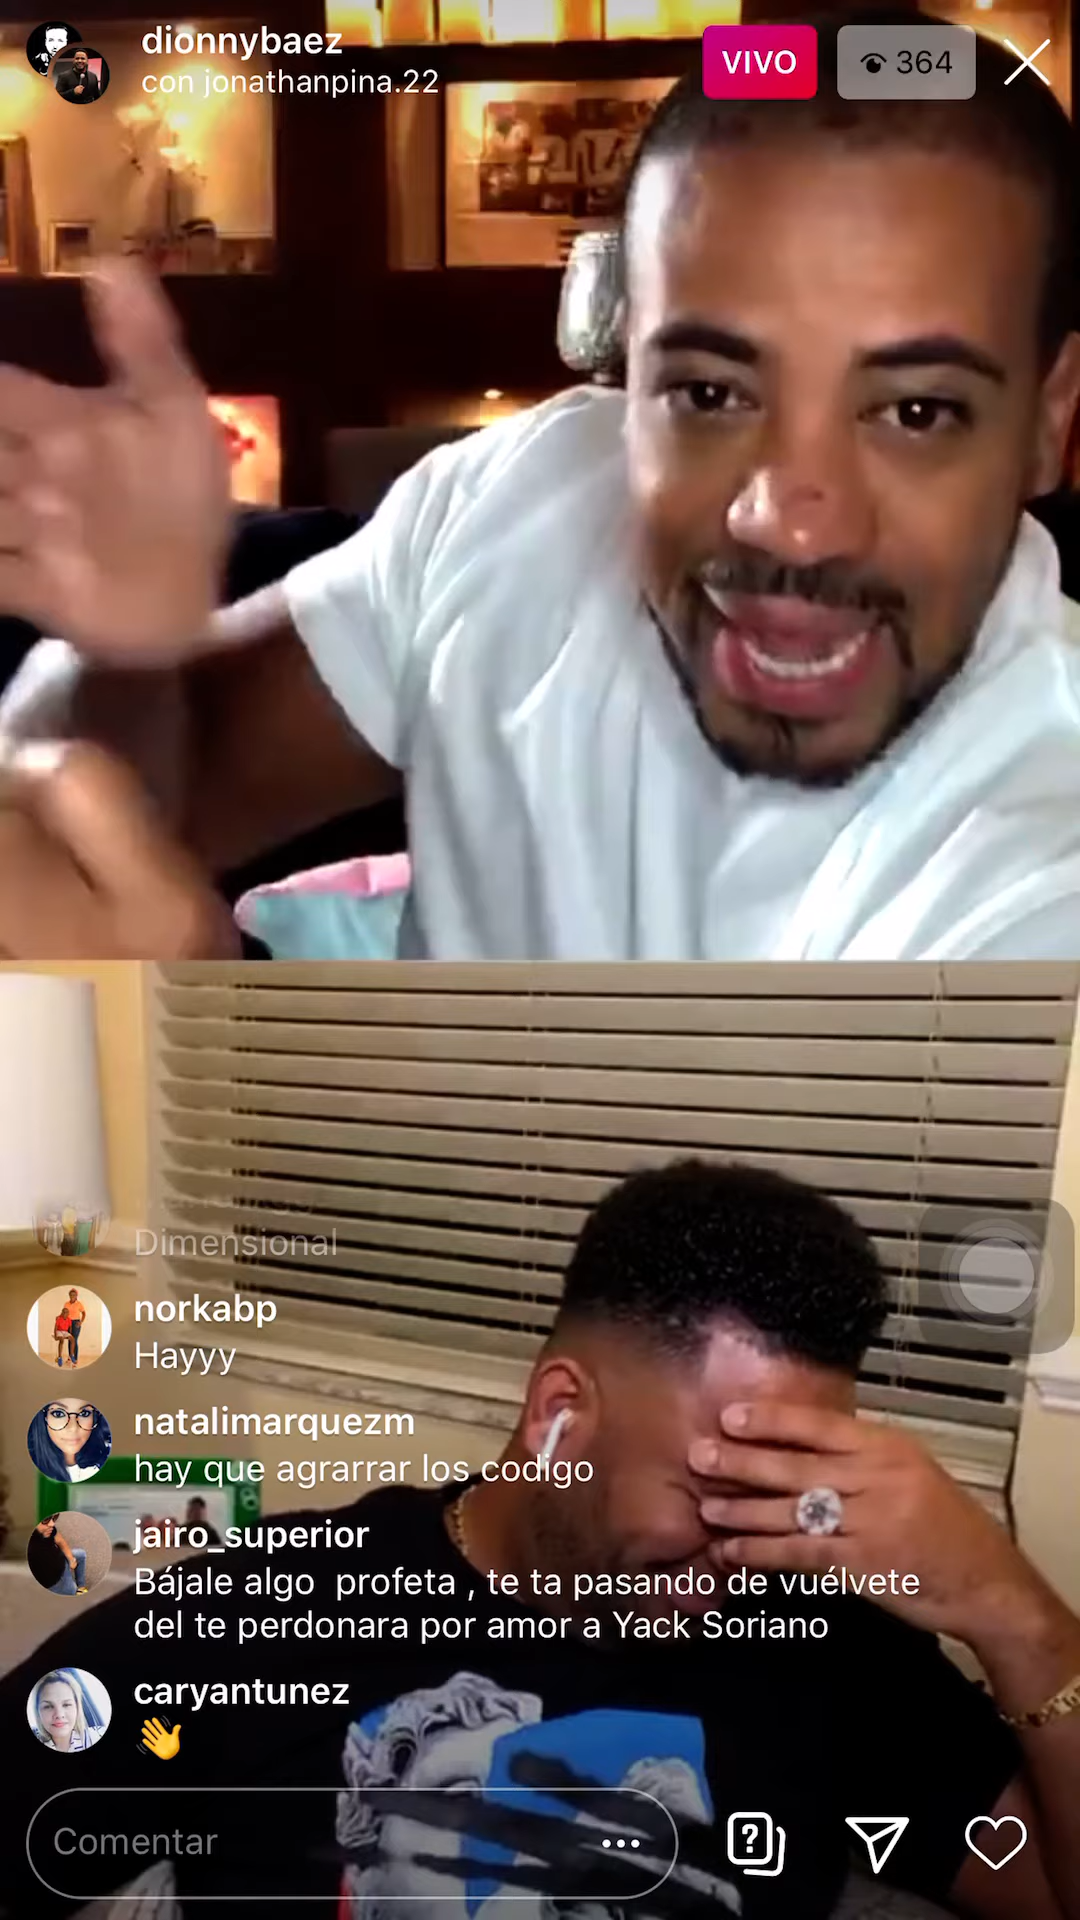 dionnybaez
con jonathanpina.22
VIVO
364
Dimensional
norkabp
Hayyy
natalimarquezm
hay que agrarrar los codigo
jairo_superior
Bájale algo  profeta , te ta pasando de vuélvete
del te perdonara por amor a Yack Soriano
caryantunez
👋
Comentar